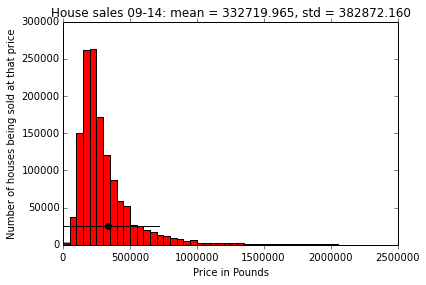 House sales 09-14: mean = 332719.965, std = 382872.160
300000
250000
200000
150000
100000
50000
0
Number of houses being sold at that price
0 500000 1000000 1500000 2000000 2500000
Price in Pounds